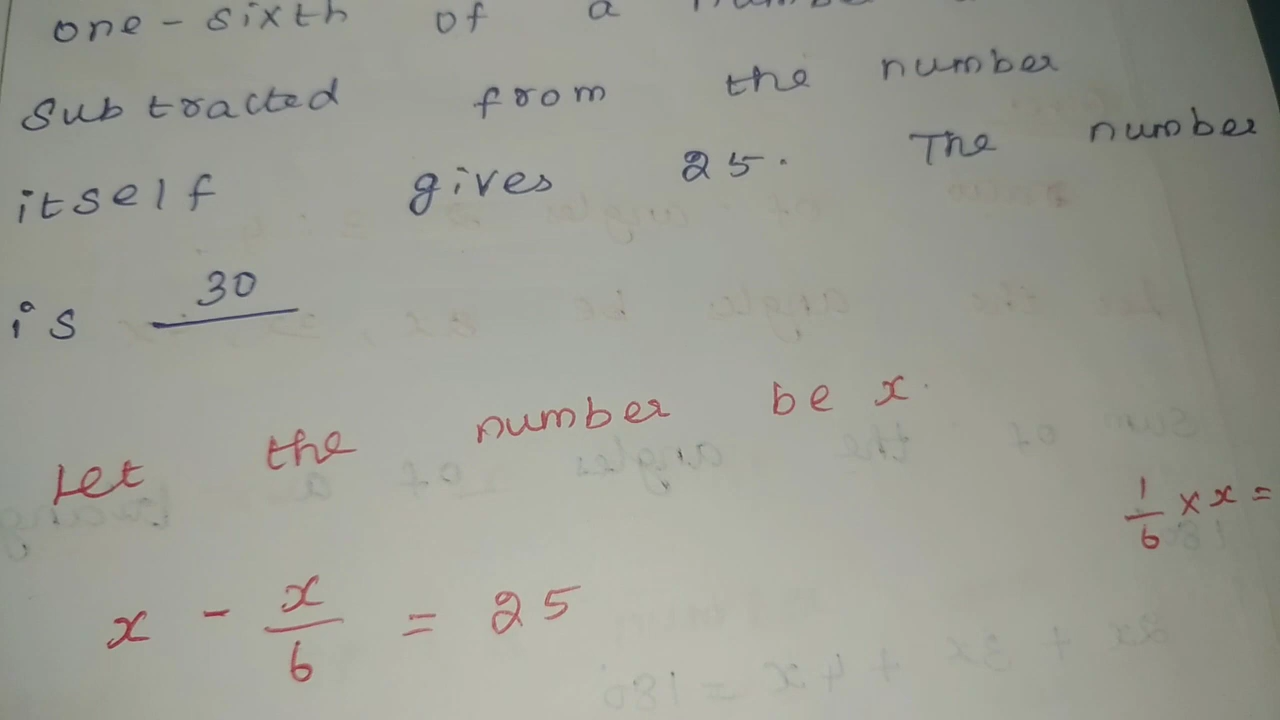 one-sixth of a number
subtracted from the number
itself gives 25. The number
is 30
Let the number be x.
1/6 × x =
x - x/6 = 25